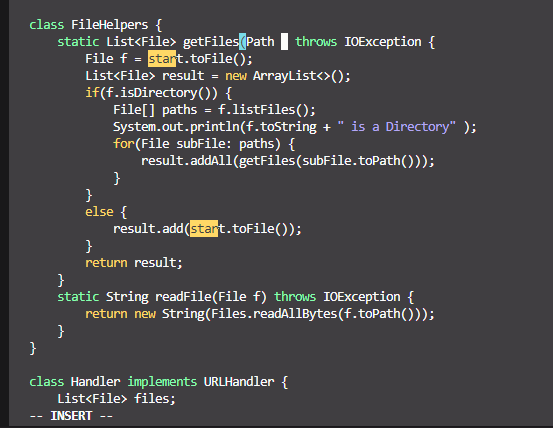 class FileHelpers {
    static List<File> getFiles(Path   throws IOException {
        File f = start.toFile();
        List<File> result = new ArrayList<>();
        if(f.isDirectory()) {
            File[] paths = f.listFiles();
            System.out.println(f.toString + " is a Directory" );
            for(File subFile: paths) {
                result.addAll(getFiles(subFile.toPath()));
            }
        }
        else {
            result.add(start.toFile());
        }
        return result;
    }
    static String readFile(File f) throws IOException {
        return new String(Files.readAllBytes(f.toPath()));
    }
}

class Handler implements URLHandler {
    List<File> files;
-- INSERT --